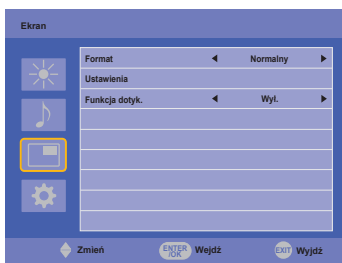 Ekran
Format Normalny
Ustawienia
Funkcja dotyk. Wył.
Zmień ENTER /OK Wejdź EXIT Wyjdź